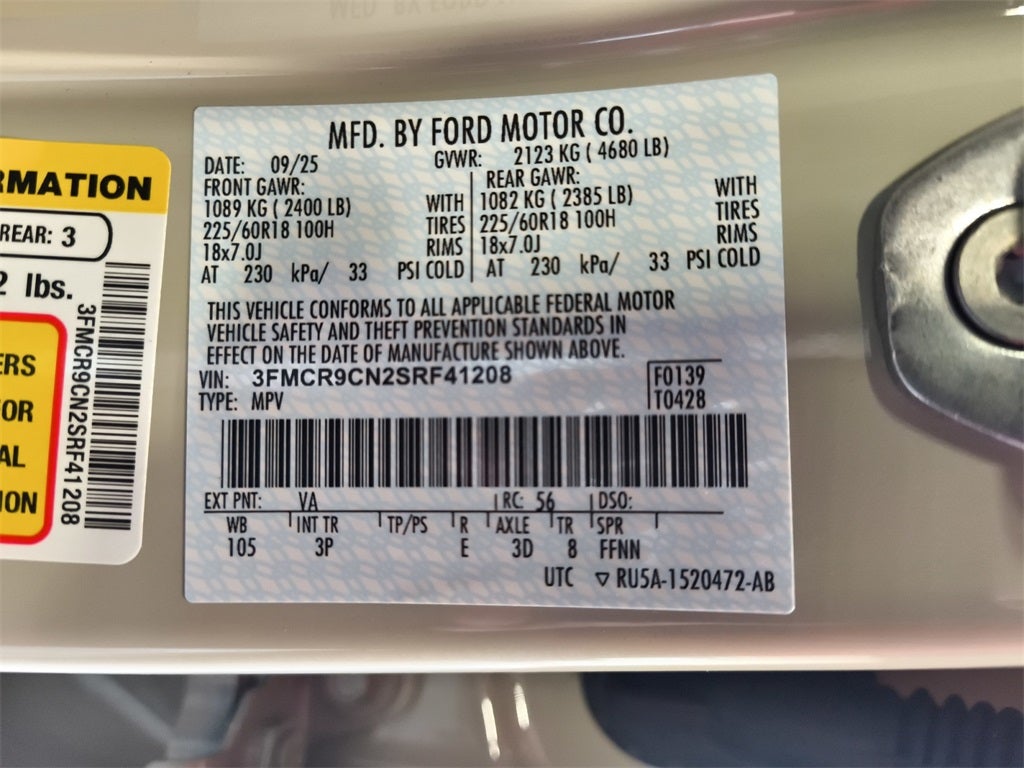 MFD. BY FORD MOTOR CO.
DATE: 09/25 GVWR: 2123 KG ( 4680 LB)
FRONT GAWR: REAR GAWR:
1089 KG ( 2400 LB) WITH 1082 KG ( 2385 LB) WITH
225/60R18 100H TIRES 225/60R18 100H TIRES
18x7.0J RIMS 18x7.0J RIMS
AT 230 kPa/ 33 PSI COLD AT 230 kPa/ 33 PSI COLD
THIS VEHICLE CONFORMS TO ALL APPLICABLE FEDERAL MOTOR
VEHICLE SAFETY AND THEFT PREVENTION STANDARDS IN
EFFECT ON THE DATE OF MANUFACTURE SHOWN ABOVE.
VIN: 3FMCR9CN2SRF41208 F0139
TYPE: MPV T0428
EXT PNT: VA RC: 56 DSO:
WB INT TR TP/PS R AXLE TR SPR
105 3P E 3D 8 FFNN
UTC ▽ RU5A-1520472-AB
RMATION
REAR: 3
2 lbs.
ERS
OR
AL
ION
3FMCR9CN2SRF41208